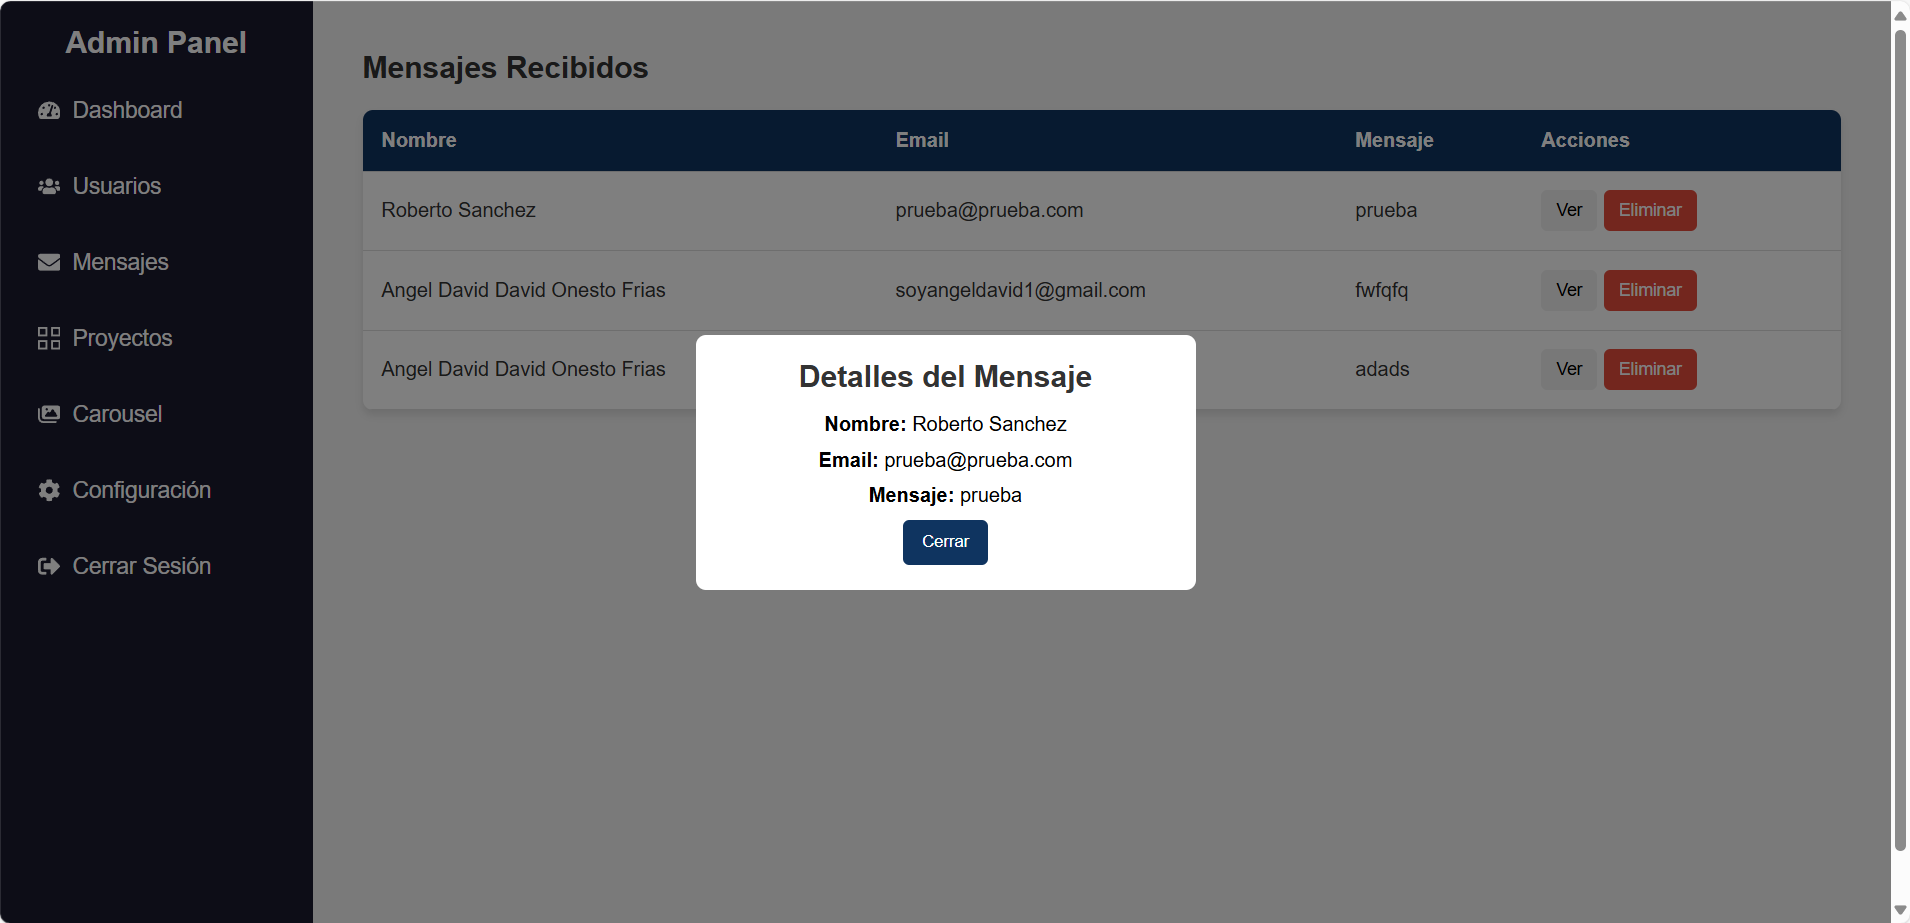 Admin Panel
Dashboard
Usuarios
Mensajes
Proyectos
Carousel
Configuración
Cerrar Sesión
Mensajes Recibidos
Nombre Email Mensaje Acciones
Roberto Sanchez prueba@prueba.com prueba Ver Eliminar
Angel David David Onesto Frias soyangeldavid1@gmail.com fwfqfq Ver Eliminar
Angel David David Onesto Frias adads Ver Eliminar
Detalles del Mensaje
Nombre: Roberto Sanchez
Email: prueba@prueba.com
Mensaje: prueba
Cerrar